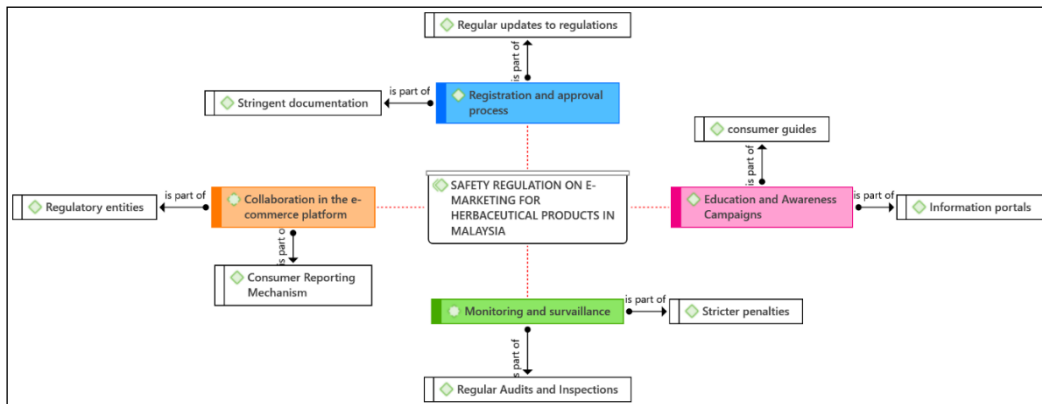 Regular updates to regulations
is part of
Registration and approval
process
is part of
Stringent documentation
consumer guides
is part of
SAFETY REGULATION ON E-
MARKETING FOR
HERBACEUTICAL PRODUCTS IN
MALAYSIA
is part of
Regulatory entities
Collaboration in the e-
commerce platform
Education and Awareness
Campaigns
is part of
Information portals
is part of
Consumer Reporting
Mechanism
Monitoring and survaillance
is part of
Stricter penalties
is part of
Regular Audits and Inspections